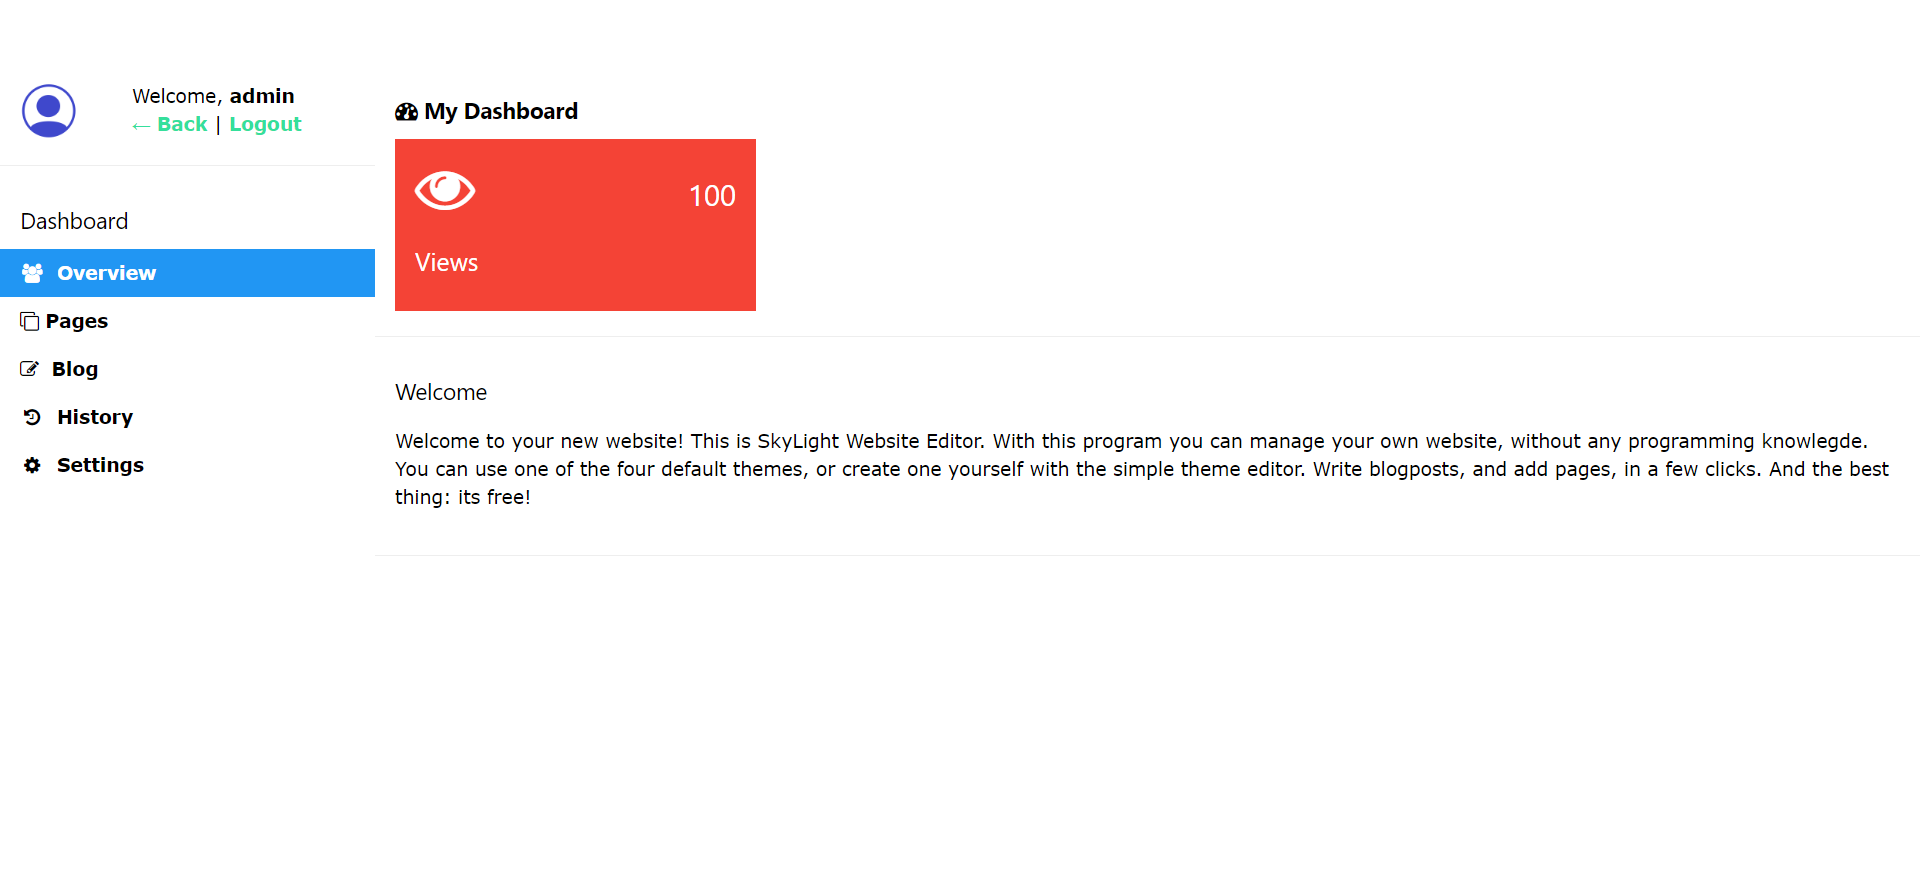 Welcome, admin
← Back | Logout
Dashboard
Overview
Pages
Blog
History
Settings
My Dashboard
100
Views
Welcome
Welcome to your new website! This is SkyLight Website Editor. With this program you can manage your own website, without any programming knowlegde.
You can use one of the four default themes, or create one yourself with the simple theme editor. Write blogposts, and add pages, in a few clicks. And the best
thing: its free!